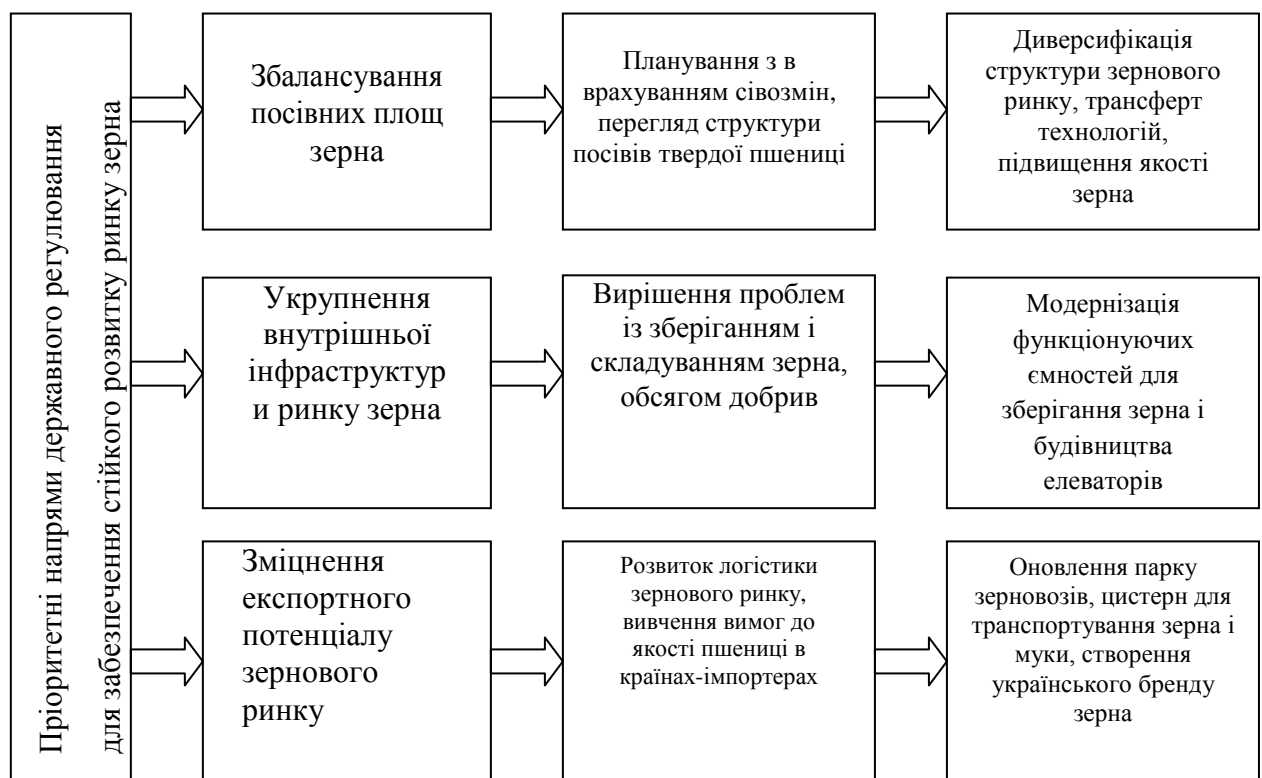 Пріоритетні напрями державного регулювання
для забезпечення стійкого розвитку ринку зерна
Збалансування
посівних площ
зерна
Планування з в
врахуванням сівозмін,
перегляд структури
посівів твердої пшениці
Диверсифікація
структури зернового
ринку, трансферт
технологій,
підвищення якості
зерна
Укрупнення
внутрішньої
інфраструктур
и ринку зерна
Вирішення проблем
із зберіганням і
складуванням зерна,
обсягом добрив
Модернізація
функціонуючих
ємностей для
зберігання зерна і
будівництва
елеваторів
Зміцнення
експортного
потенціалу
зернового
ринку
Розвиток логістики
зернового ринку,
вивчення вимог до
якості пшениці в
країнах-імпортерах
Оновлення парку
зерновозів, цистерн для
транспортування зерна і
муки, створення
українського бренду
зерна